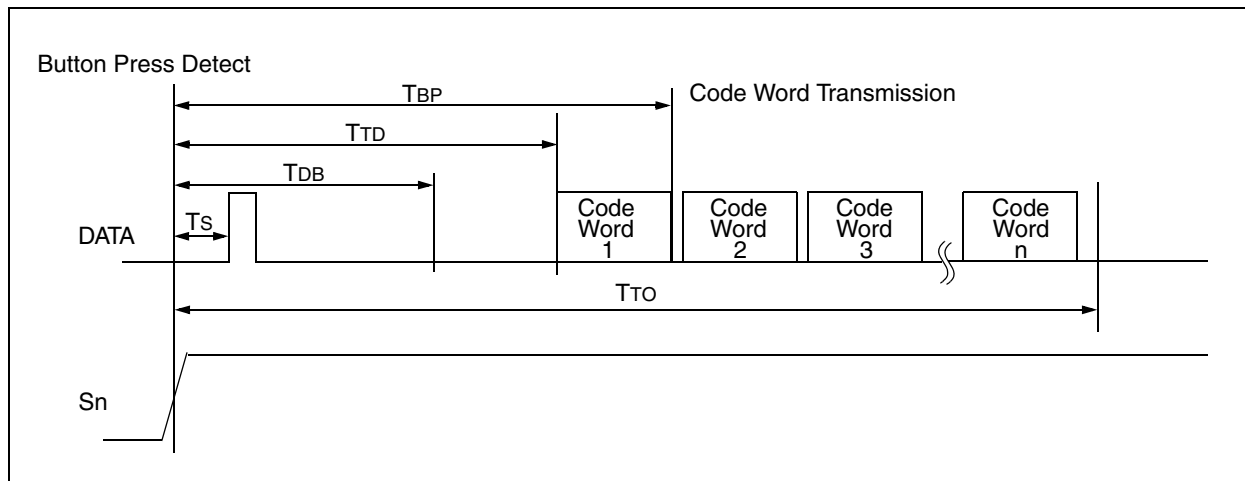 Button Press Detect
TBP
Code Word Transmission
TTD
TDB
TS
DATA
Code
Word
1
Code
Word
2
Code
Word
3
Code
Word
n
TTO
Sn